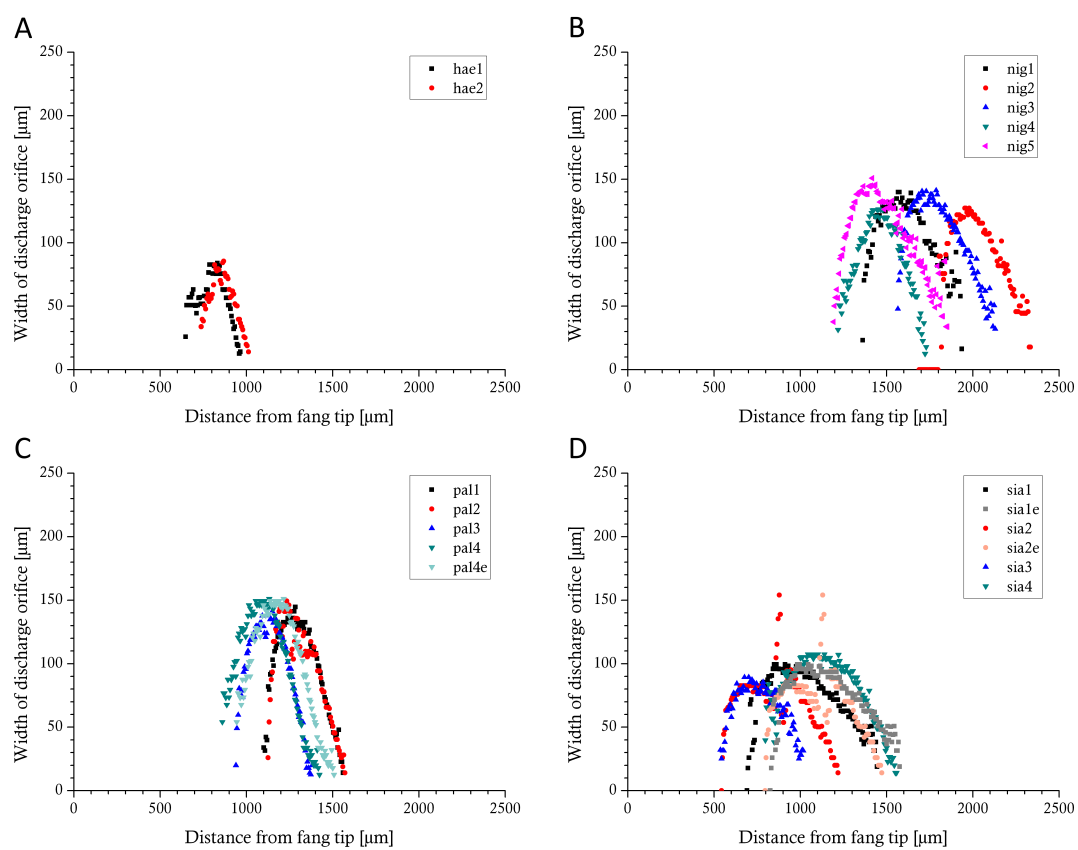 A
250
200
150
100
50
0
0
500
1000
1500
2000
2500
Width of discharge orifice [µm]
Distance from fang tip [µm]
hae1
hae2
B
250
200
150
100
50
0
0
500
1000
1500
2000
2500
Width of discharge orifice [µm]
Distance from fang tip [µm]
nig1
nig2
nig3
nig4
nig5
C
250
200
150
100
50
0
0
500
1000
1500
2000
2500
Width of discharge orifice [µm]
Distance from fang tip [µm]
pal1
pal2
pal3
pal4
pal4e
D
250
200
150
100
50
0
0
500
1000
1500
2000
2500
Width of discharge orifice [µm]
Distance from fang tip [µm]
sia1
sia1e
sia2
sia2e
sia3
sia4